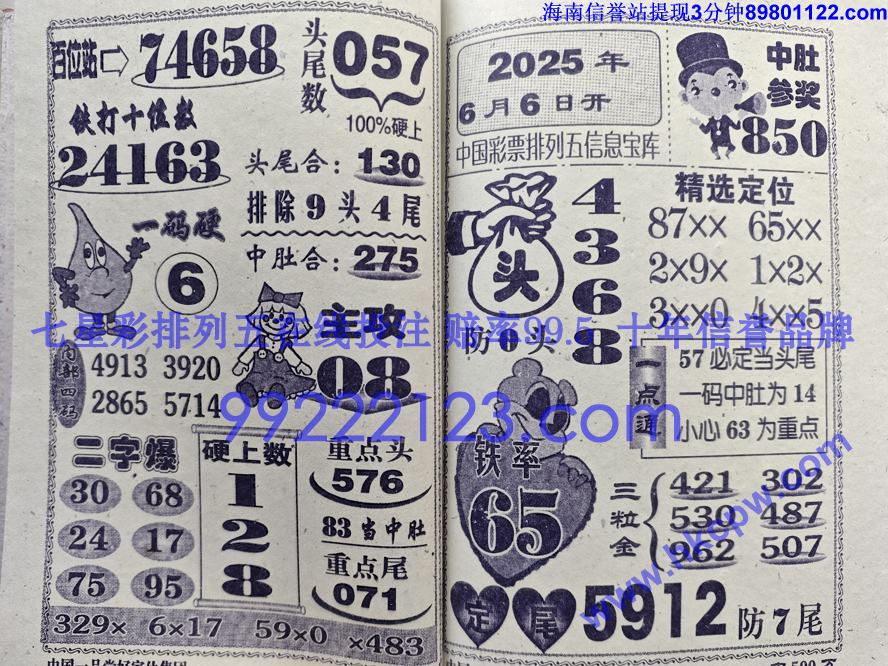 海南信誉站提现3分钟89801122.com
百位站 74658
头尾数 057
100%硬上
铁打十位数
24163
头尾合：130
排除9头4尾
一码硬
6
中肚合：275
主攻
08
内部四码
4913 3920
2865 5714
二字爆
30 68
24 17
75 95
硬上数
1
2
8
重点头
576
83当中肚
重点尾
071
329× 6×17 59×0 ×483
2025年
6月6日开
中国彩票排列五信息宝库
中肚
参奖
850
头
4
3
6
8
防0头
精选定位
87×× 65××
2×9× 1×2×
3××0 4××5
一点通
57必定当头尾
一码中肚为14
小心63为重点
铁率
65
三粒金
421 302
530 487
962 507
定尾 5912 防7尾
七星彩排列五在线投注 赔率99.5 十年信誉品牌
99222123.com
www.hkcpw.com